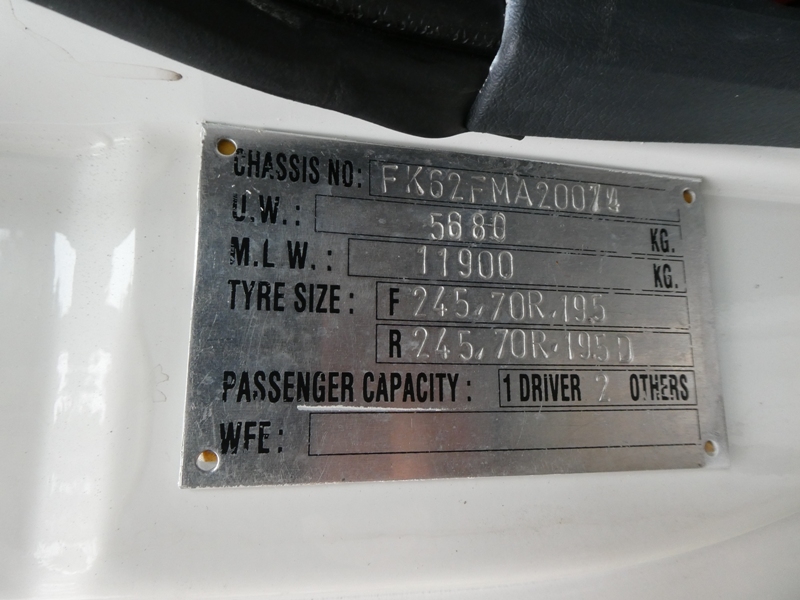 CHASSIS NO: FK62FMA20074
U.W.: 5680 KG.
M.L W.: 11900 KG.
TYRE SIZE: F 245/70R/19.5
R 245/70R/19.5 D
PASSENGER CAPACITY: 1 DRIVER 2 OTHERS
WFE: